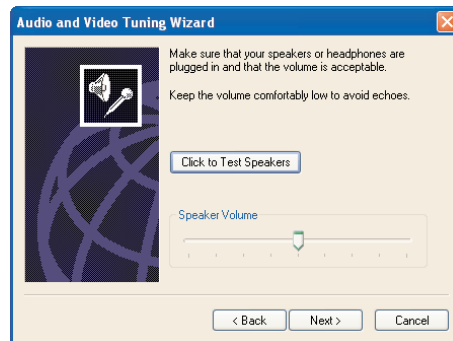 Audio and Video Tuning Wizard
Make sure that your speakers or headphones are
plugged in and that the volume is acceptable.
Keep the volume comfortably low to avoid echoes.
Click to Test Speakers
Speaker Volume
< Back Next > Cancel